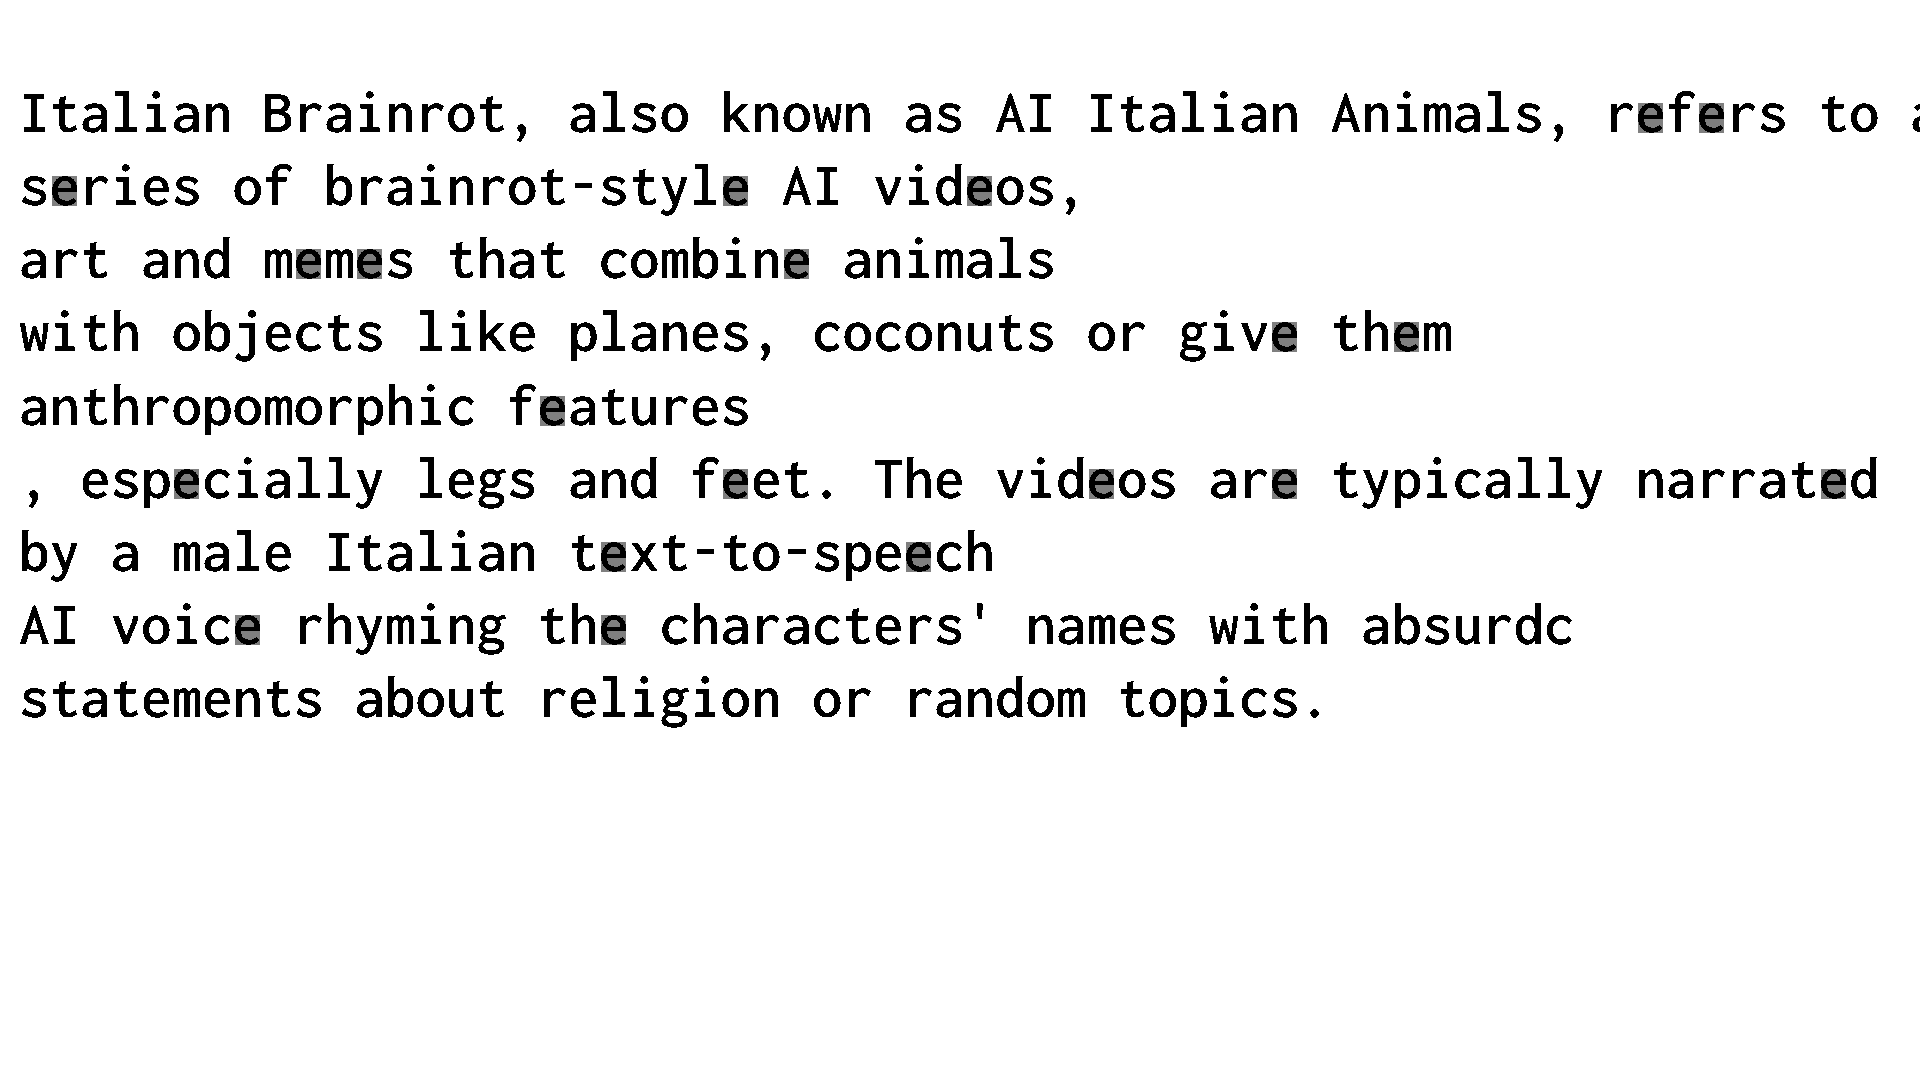 Italian Brainrot, also known as AI Italian Animals, refers to a
series of brainrot-style AI videos,
art and memes that combine animals
with objects like planes, coconuts or give them
anthropomorphic features
, especially legs and feet. The videos are typically narrated
by a male Italian text-to-speech
AI voice rhyming the characters' names with absurdc
statements about religion or random topics.